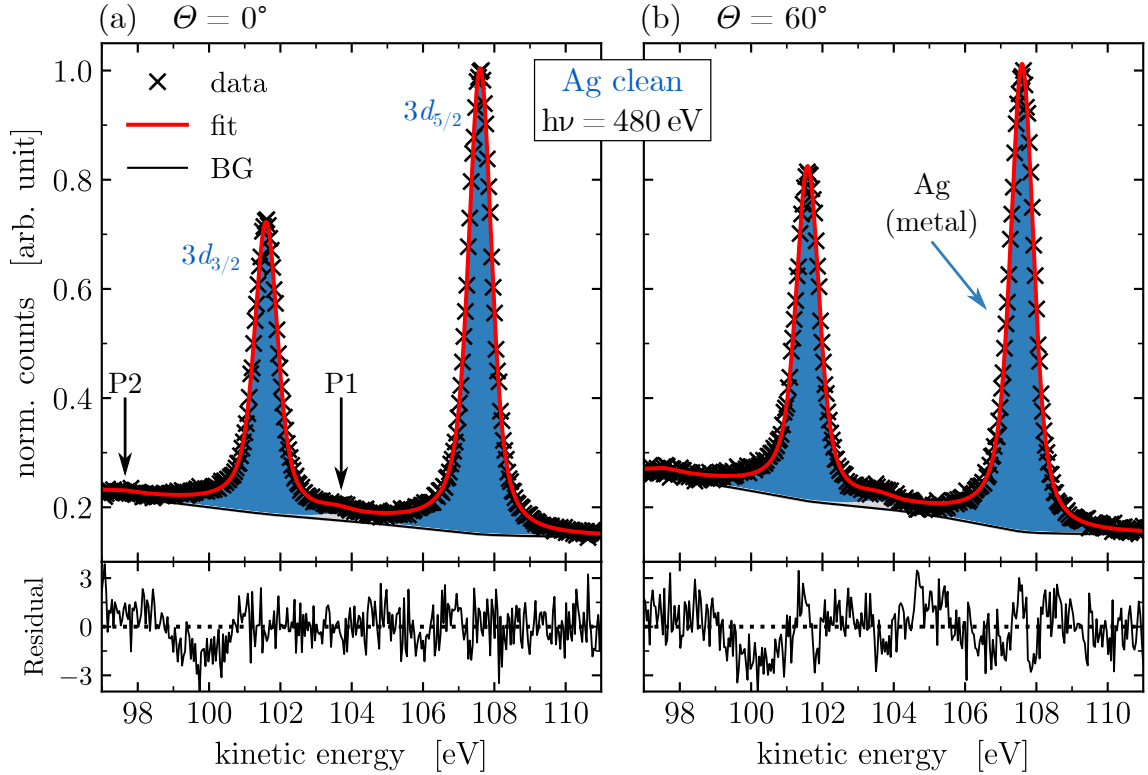 (a) Θ = 0°
(b) Θ = 60°
Ag clean
hν = 480 eV
data
fit
BG
3d5/2
3d3/2
P2
P1
Ag
(metal)
norm. counts [arb. unit]
1.0
0.8
0.6
0.4
0.2
Residual
3
0
−3
98 100 102 104 106 108 110
98 100 102 104 106 108 110
kinetic energy [eV]
kinetic energy [eV]